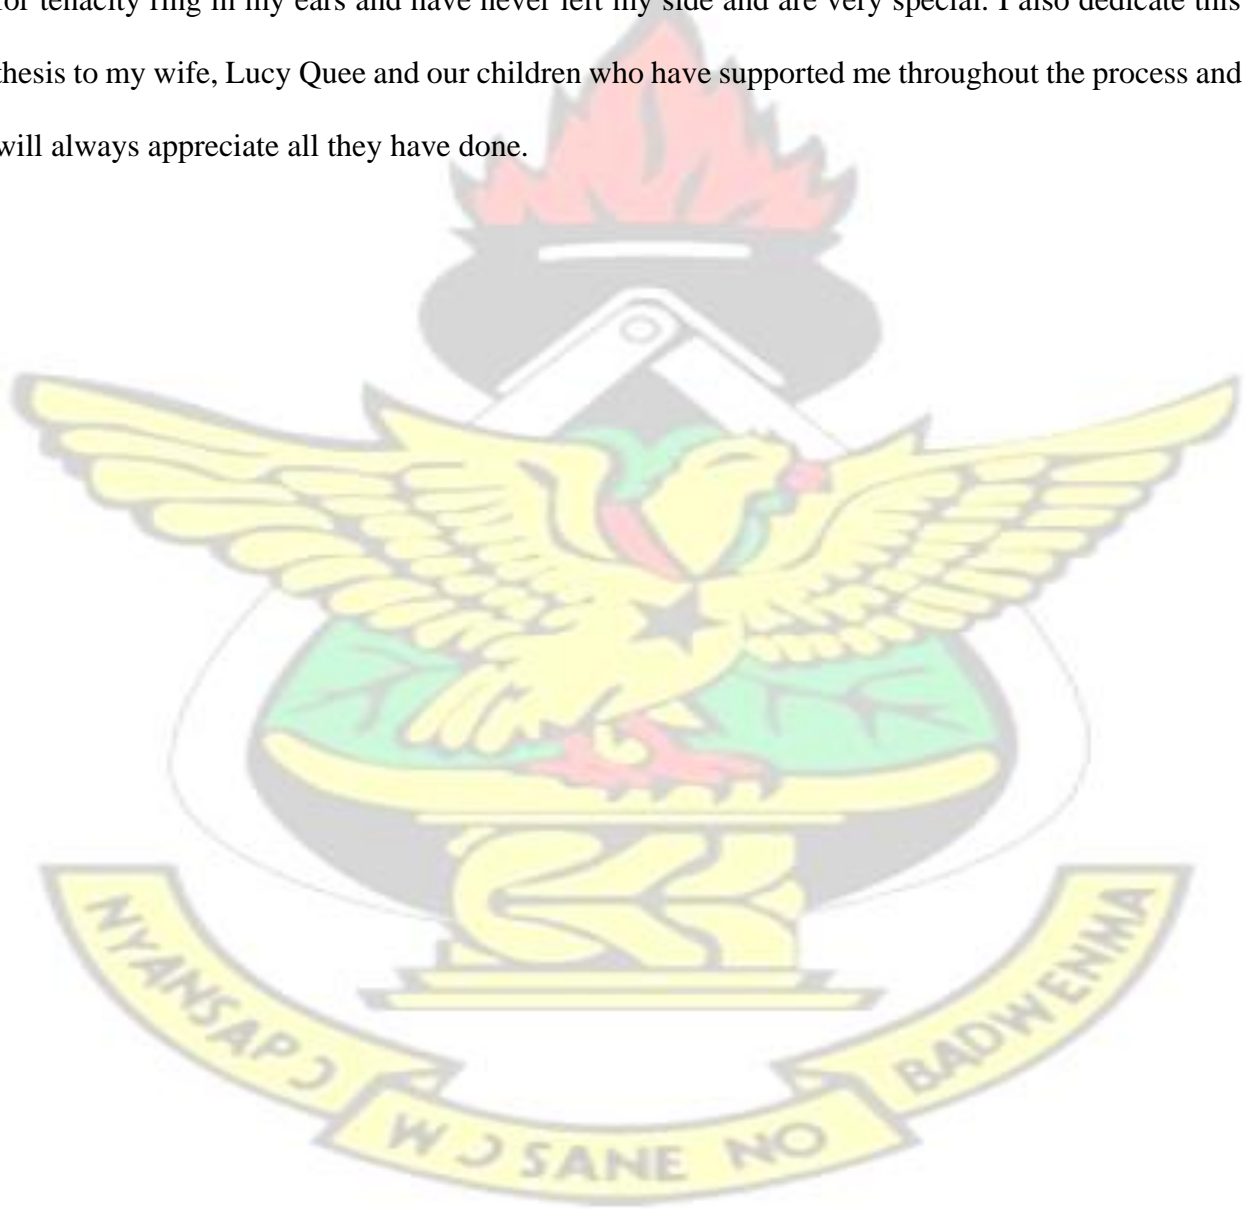 for tenacity ring in my ears and have never left my side and are very special. I also dedicate this
thesis to my wife, Lucy Quee and our children who have supported me throughout the process and
will always appreciate all they have done.
NYANSAPƆ
WƆSANE NO
BADWENMA